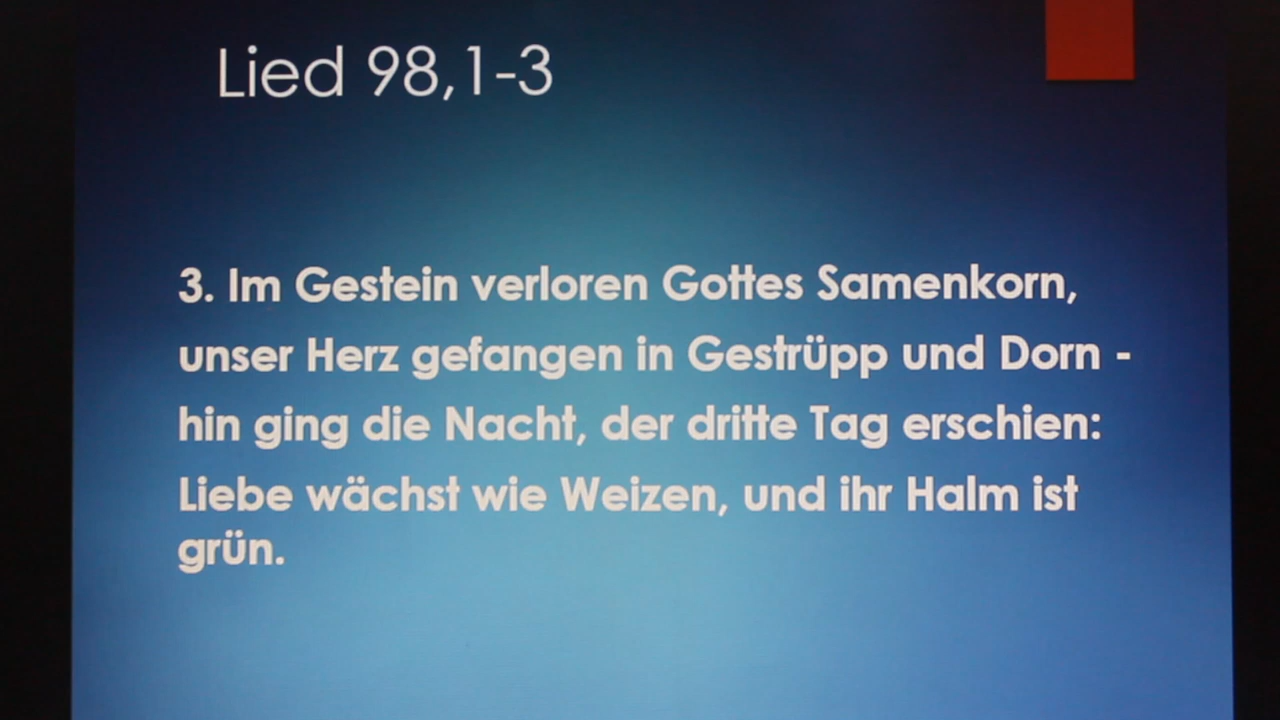 Lied 98,1-3
3. Im Gestein verloren Gottes Samenkorn,
unser Herz gefangen in Gestrüpp und Dorn -
hin ging die Nacht, der dritte Tag erschien:
Liebe wächst wie Weizen, und ihr Halm ist
grün.